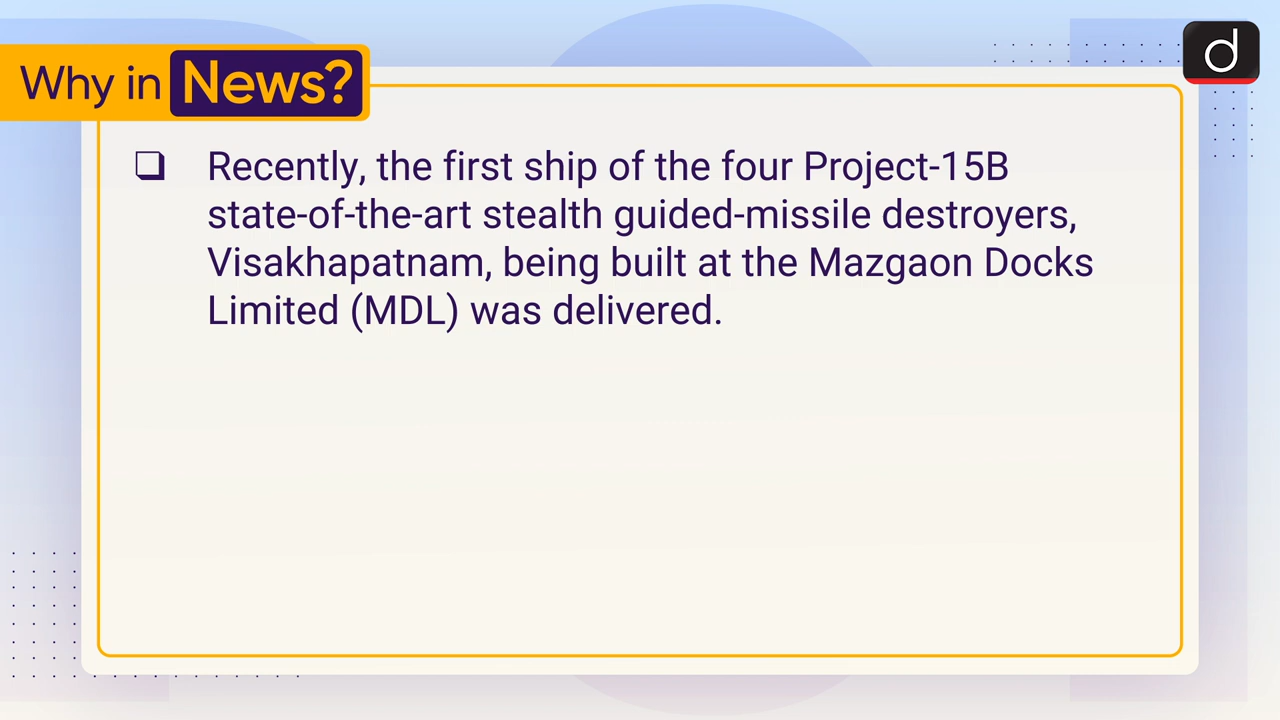 Why in News?
❑ Recently, the first ship of the four Project-15B
state-of-the-art stealth guided-missile destroyers,
Visakhapatnam, being built at the Mazgaon Docks
Limited (MDL) was delivered.
d